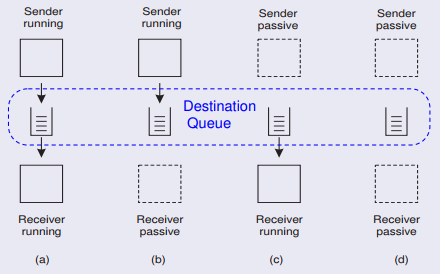 Sender
running
Sender
running
Sender
passive
Sender
passive
Destination
Queue
Receiver
running
Receiver
passive
Receiver
running
Receiver
passive
(a)
(b)
(c)
(d)